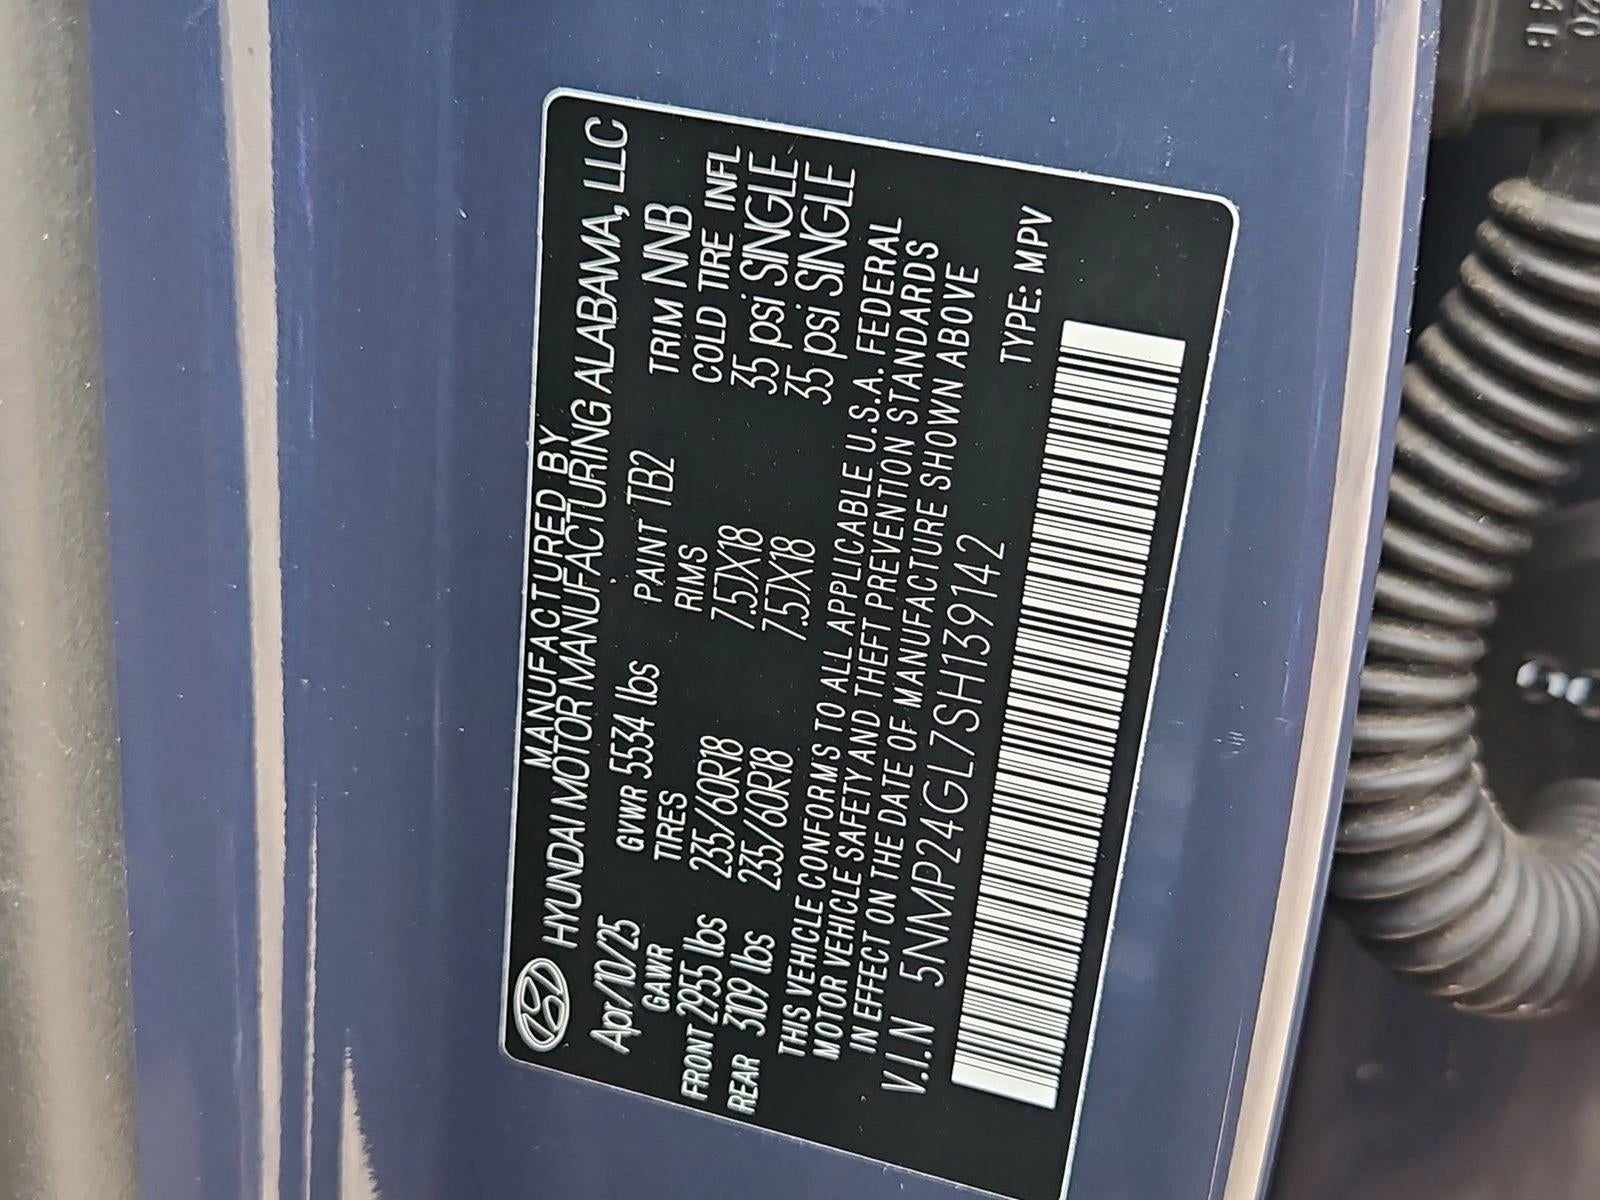 MANUFACTURED BY
HYUNDAI MOTOR MANUFACTURING ALABAMA, LLC
Apr/10/25 GVWR 5534 lbs PAINT TB2 TRIM NNB
GAWR TIRES RIMS COLD TIRE INFL
FRONT 2955 lbs 235/60R18 7.5JX18 35 psi SINGLE
REAR 3109 lbs 235/60R18 7.5JX18 35 psi SINGLE
THIS VEHICLE CONFORMS TO ALL APPLICABLE U.S.A. FEDERAL
MOTOR VEHICLE SAFETY AND THEFT PREVENTION STANDARDS
IN EFFECT ON THE DATE OF MANUFACTURE SHOWN ABOVE
V.I.N 5NMP24GL7SH139142 TYPE: MPV